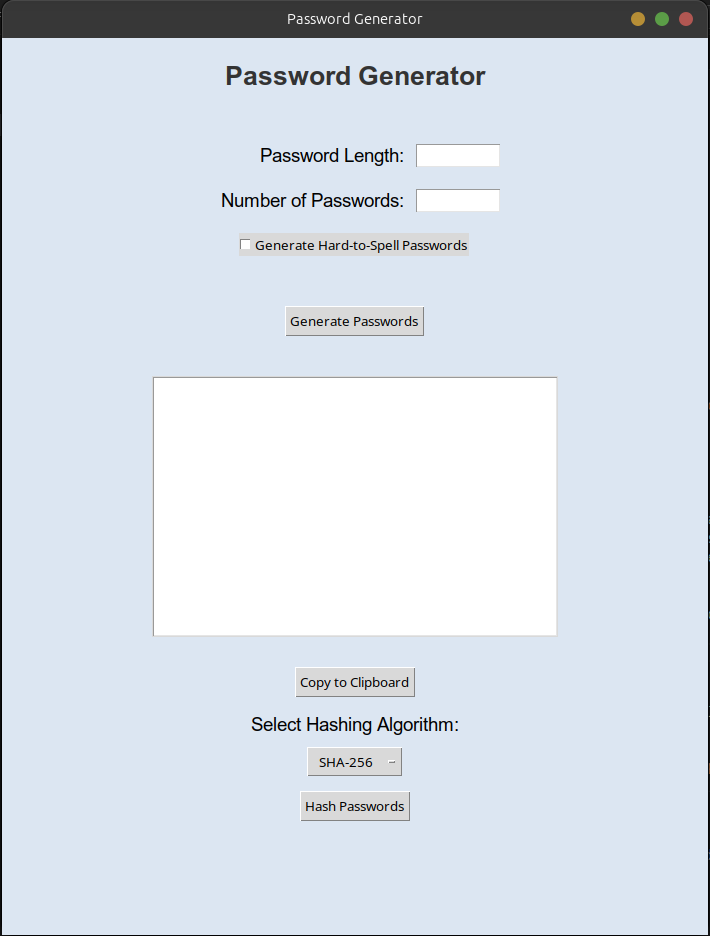 Password Generator
Password Generator
Password Length:
Number of Passwords:
Generate Hard-to-Spell Passwords
Generate Passwords
Copy to Clipboard
Select Hashing Algorithm:
SHA-256
Hash Passwords